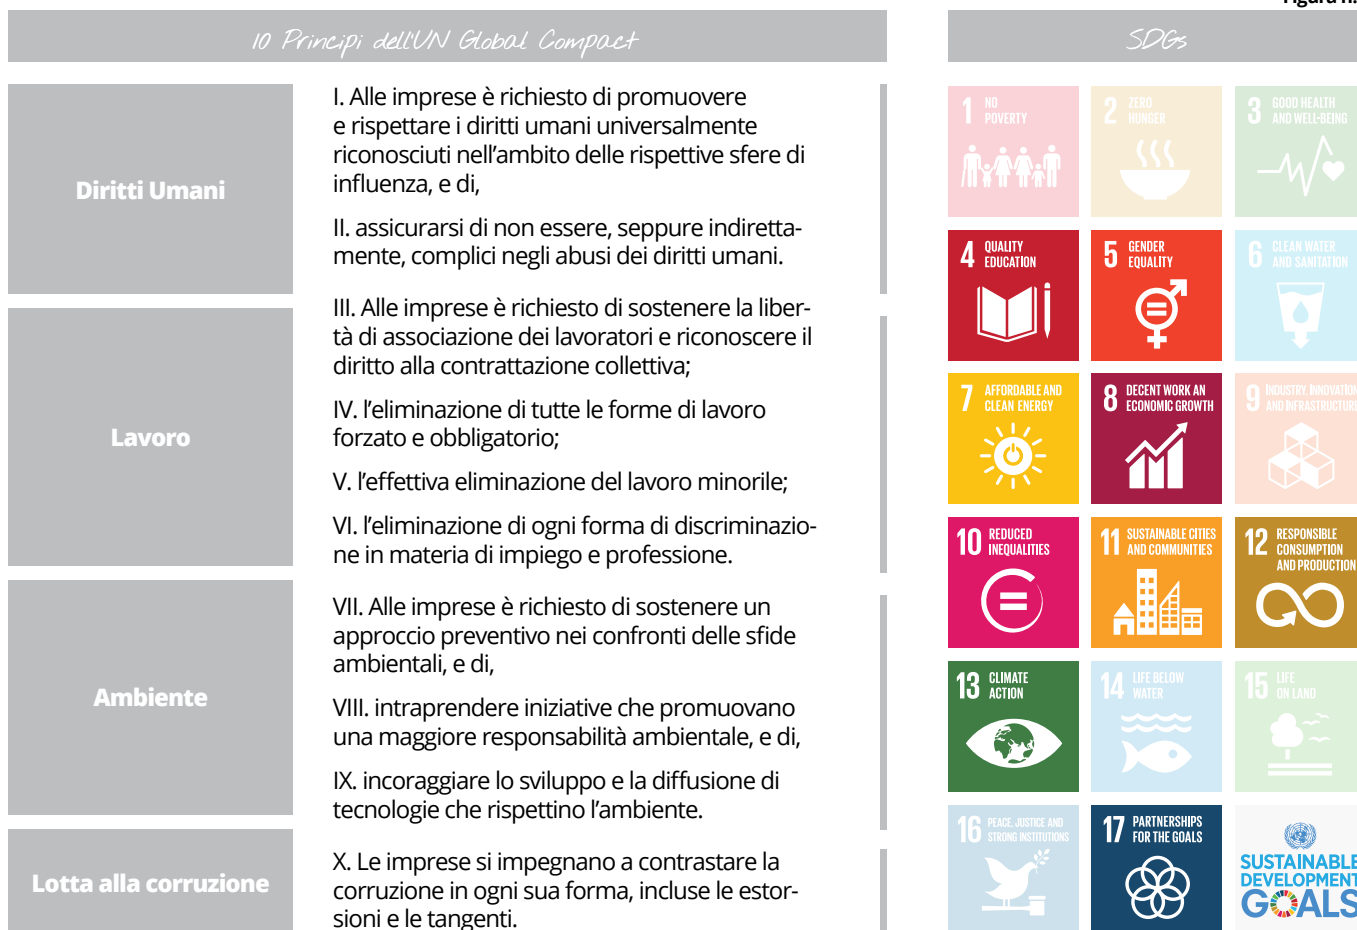 Figura n.
10 Principi dell'UN Global Compact
SDGs
Diritti Umani
I. Alle imprese è richiesto di promuovere
e rispettare i diritti umani universalmente
riconosciuti nell'ambito delle rispettive sfere di
influenza, e di,
II. assicurarsi di non essere, seppure indiretta-
mente, complici negli abusi dei diritti umani.
Lavoro
III. Alle imprese è richiesto di sostenere la liber-
tà di associazione dei lavoratori e riconoscere il
diritto alla contrattazione collettiva;
IV. l'eliminazione di tutte le forme di lavoro
forzato e obbligatorio;
V. l'effettiva eliminazione del lavoro minorile;
VI. l'eliminazione di ogni forma di discriminazio-
ne in materia di impiego e professione.
Ambiente
VII. Alle imprese è richiesto di sostenere un
approccio preventivo nei confronti delle sfide
ambientali, e di,
VIII. intraprendere iniziative che promuovano
una maggiore responsabilità ambientale, e di,
IX. incoraggiare lo sviluppo e la diffusione di
tecnologie che rispettino l'ambiente.
Lotta alla corruzione
X. Le imprese si impegnano a contrastare la
corruzione in ogni sua forma, incluse le estor-
sioni e le tangenti.
1 NO
POVERTY
2 ZERO
HUNGER
3 GOOD HEALTH
AND WELL-BEING
4 QUALITY
EDUCATION
5 GENDER
EQUALITY
6 CLEAN WATER
AND SANITATION
7 AFFORDABLE AND
CLEAN ENERGY
8 DECENT WORK AN
ECONOMIC GROWTH
9 INDUSTRY, INNOVATION
AND INFRASTRUCTURE
10 REDUCED
INEQUALITIES
11 SUSTAINABLE CITIES
AND COMMUNITIES
12 RESPONSIBLE
CONSUMPTION
AND PRODUCTION
13 CLIMATE
ACTION
14 LIFE BELOW
WATER
15 LIFE
ON LAND
16 PEACE, JUSTICE AND
STRONG INSTITUTIONS
17 PARTNERSHIPS
FOR THE GOALS
SUSTAINABLE
DEVELOPMENT
GOALS